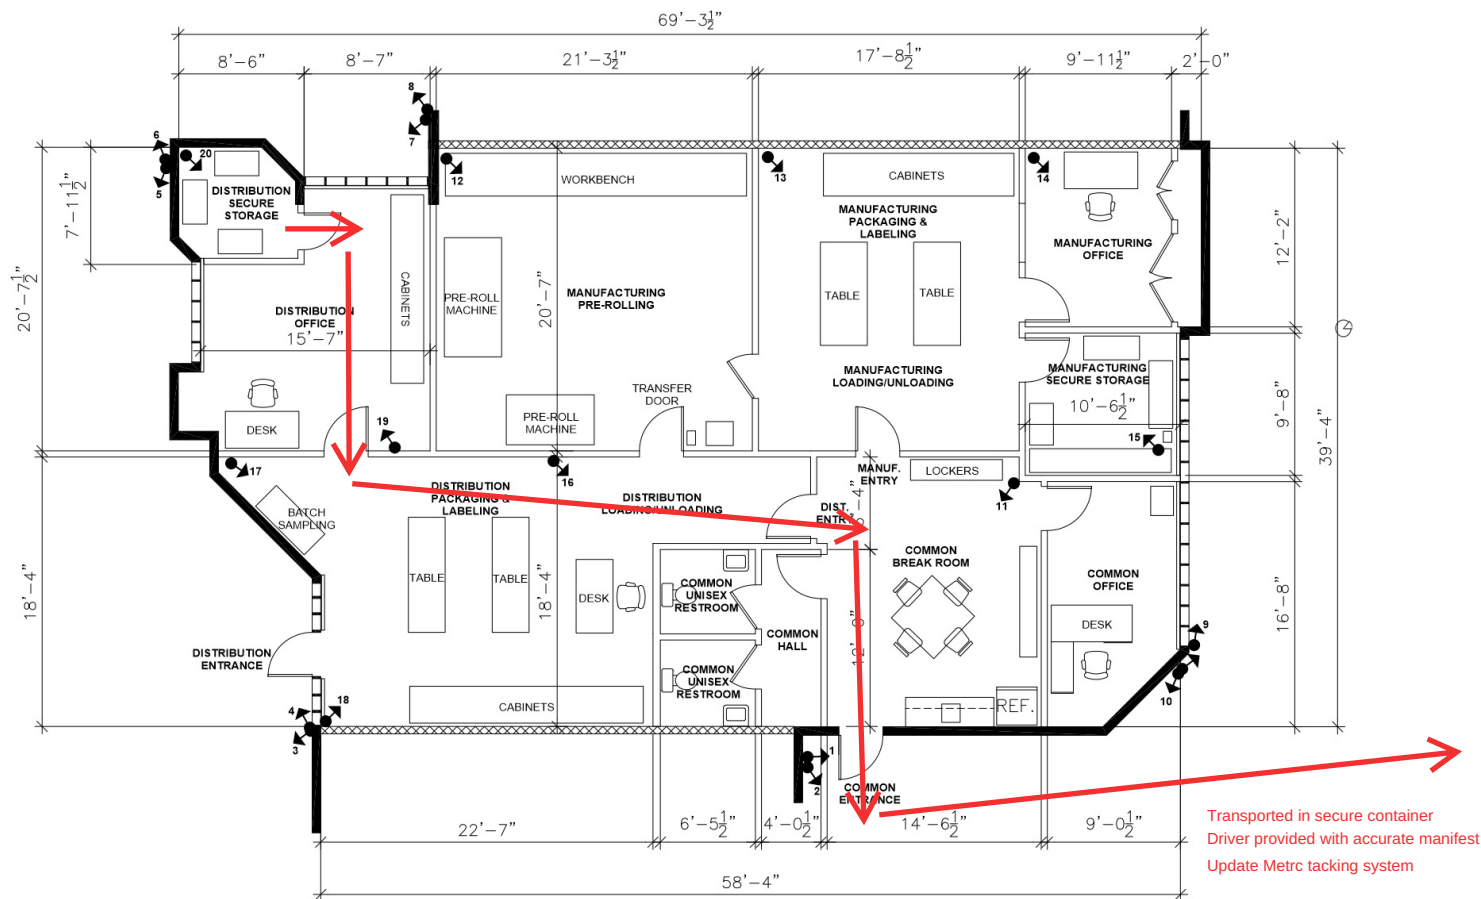 69'-3½"
8'-6"
8'-7"
21'-3½"
17'-8½"
9'-11½"
2'-0"
8
7
6
5
20
12
13
14
DISTRIBUTION
SECURE
STORAGE
WORKBENCH
CABINETS
MANUFACTURING
PACKAGING &
LABELING
MANUFACTURING
OFFICE
7'-11½"
12'-2"
20'-7½"
CABINETS
PRE-ROLL
MACHINE
MANUFACTURING
PRE-ROLLING
20'-7"
TABLE
TABLE
DISTRIBUTION
OFFICE
15'-7"
MANUFACTURING
LOADING/UNLOADING
MANUFACTURING
SECURE STORAGE
10'-6½"
9'-8"
39'-4"
TRANSFER
DOOR
PRE-ROLL
MACHINE
DESK
19
15
17
16
MANUF.
ENTRY
LOCKERS
11
DISTRIBUTION
PACKAGING &
LABELING
DISTRIBUTION
LOADING/UNLOADING
DIST.
ENTRY
BATCH
SAMPLING
COMMON
BREAK ROOM
COMMON
OFFICE
18'-4"
TABLE
TABLE
18'-4"
DESK
COMMON
UNISEX
RESTROOM
COMMON
HALL
DESK
16'-8"
9
DISTRIBUTION
ENTRANCE
COMMON
UNISEX
RESTROOM
CABINETS
REF.
10
4
18
3
1
2
COMMON
ENTRANCE
22'-7"
6'-5½"
4'-0½"
14'-6½"
9'-0½"
58'-4"
Transported in secure container
Driver provided with accurate manifest
Update Metrc tacking system